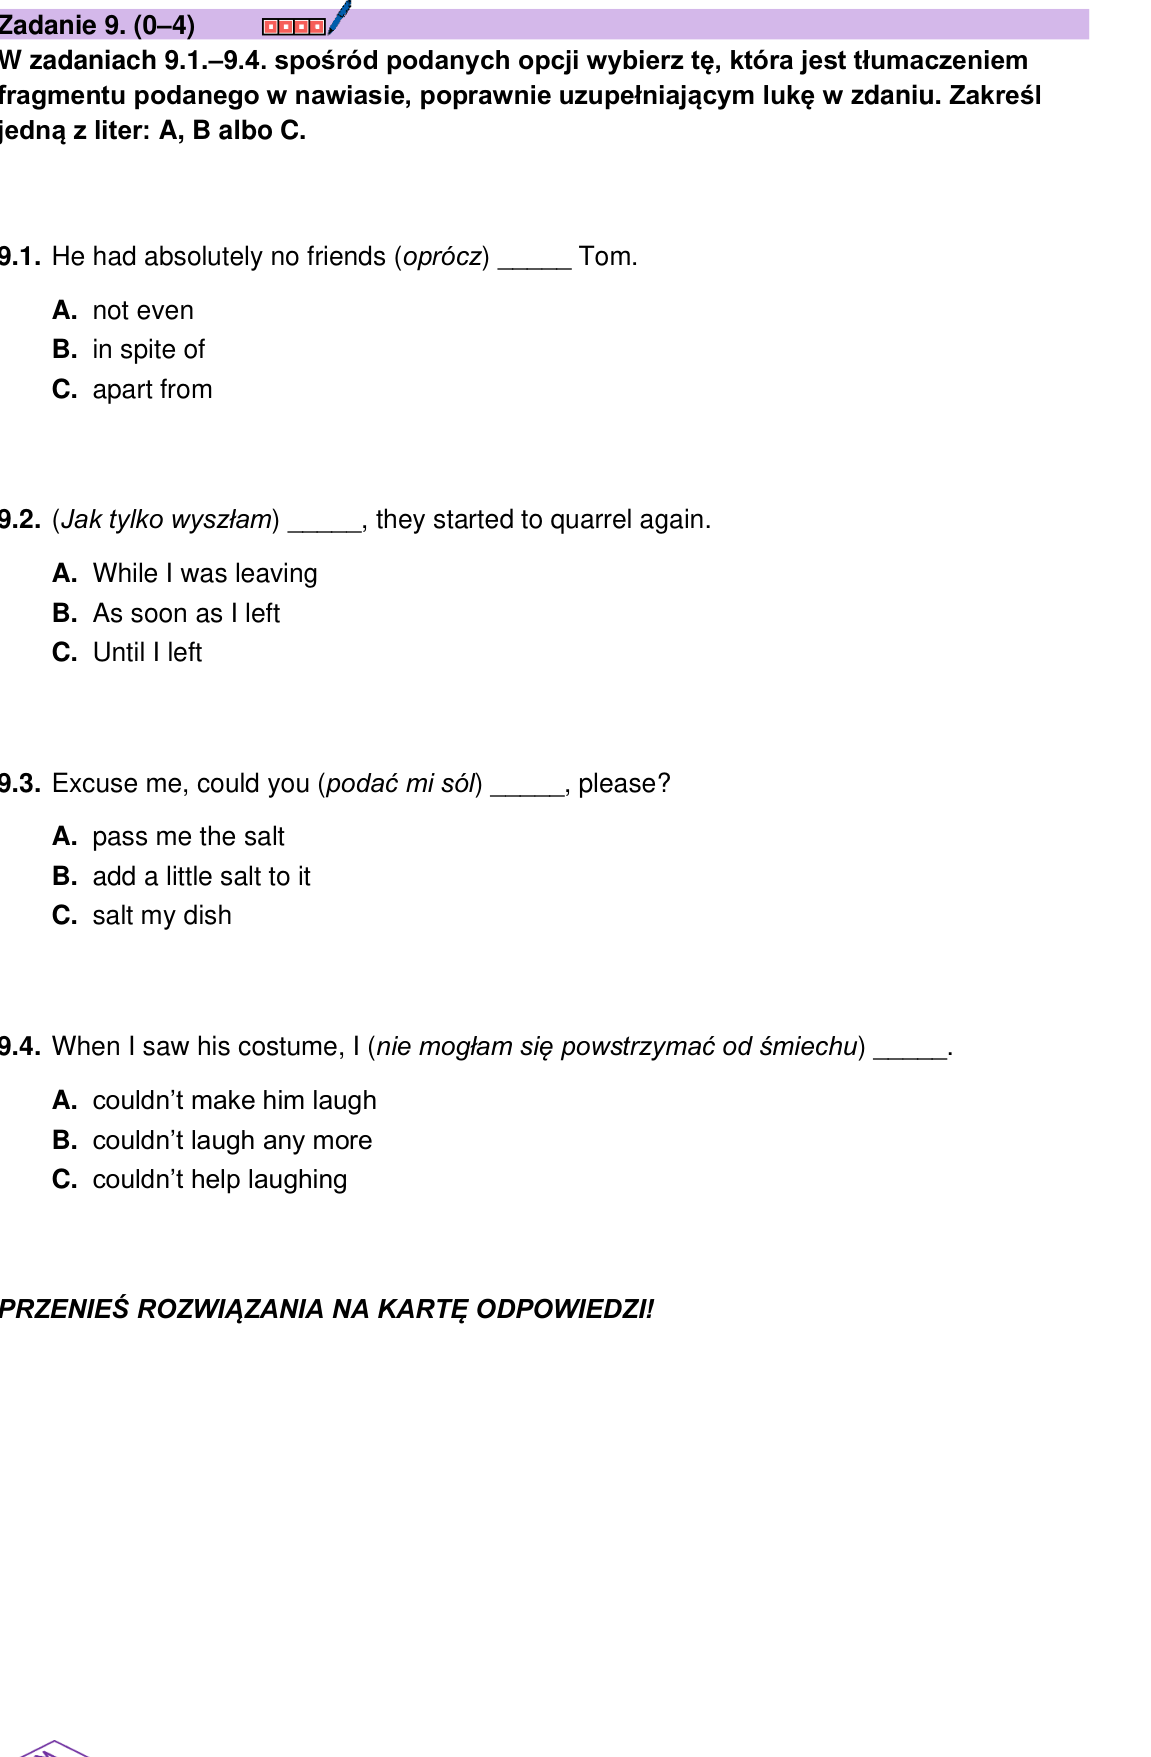 Zadanie 9. (0–4)
W zadaniach 9.1.–9.4. spośród podanych opcji wybierz tę, która jest tłumaczeniem
fragmentu podanego w nawiasie, poprawnie uzupełniającym lukę w zdaniu. Zakreśl
jedną z liter: A, B albo C.
9.1. He had absolutely no friends (oprócz) _____ Tom.
A. not even
B. in spite of
C. apart from
9.2. (Jak tylko wyszłam) _____, they started to quarrel again.
A. While I was leaving
B. As soon as I left
C. Until I left
9.3. Excuse me, could you (podać mi sól) _____, please?
A. pass me the salt
B. add a little salt to it
C. salt my dish
9.4. When I saw his costume, I (nie mogłam się powstrzymać od śmiechu) _____.
A. couldn’t make him laugh
B. couldn’t laugh any more
C. couldn’t help laughing
PRZENIEŚ ROZWIĄZANIA NA KARTĘ ODPOWIEDZI!